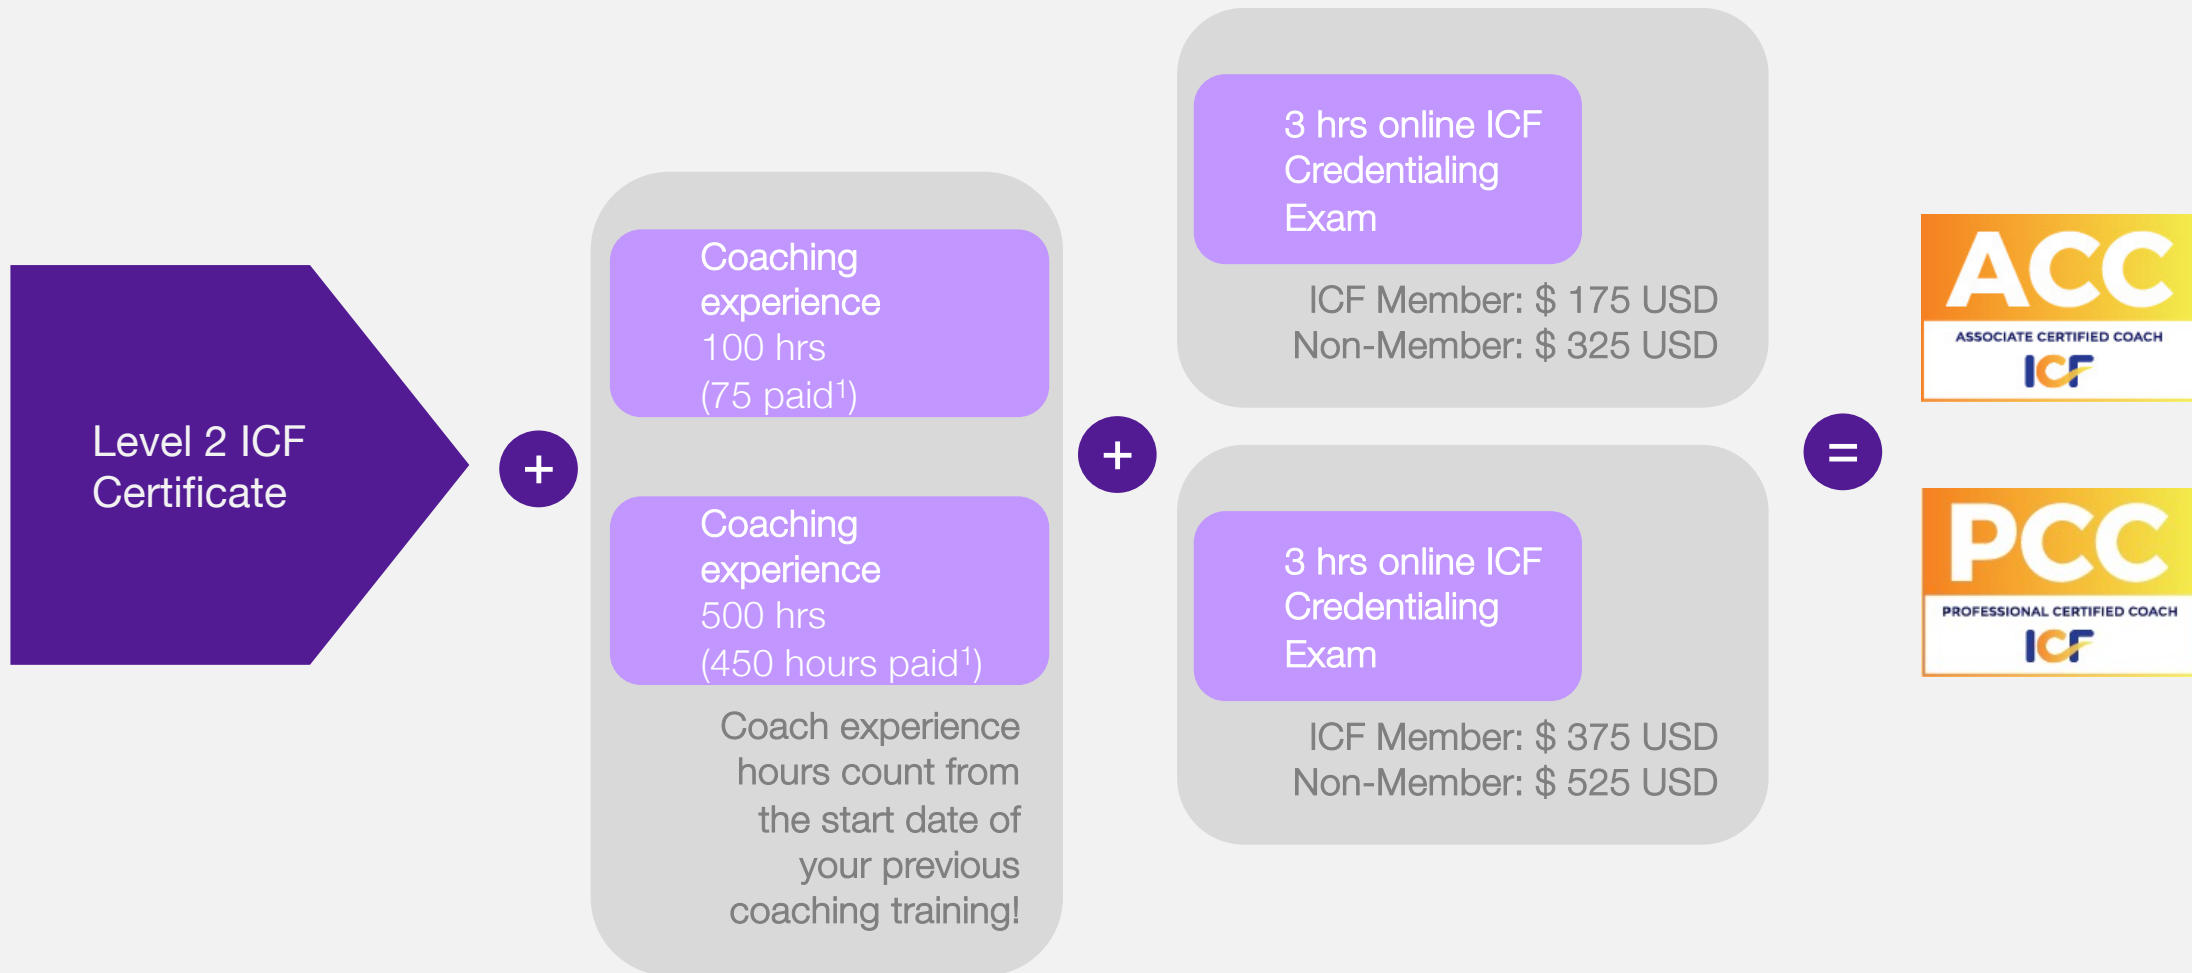 Level 2 ICF
Certificate
+
Coaching
experience
100 hrs
(75 paid¹)
Coaching
experience
500 hrs
(450 hours paid¹)
Coach experience
hours count from
the start date of
your previous
coaching training!
+
3 hrs online ICF
Credentialing
Exam
ICF Member: $ 175 USD
Non-Member: $ 325 USD
3 hrs online ICF
Credentialing
Exam
ICF Member: $ 375 USD
Non-Member: $ 525 USD
=
ACC
ASSOCIATE CERTIFIED COACH
ICF
PCC
PROFESSIONAL CERTIFIED COACH
ICF